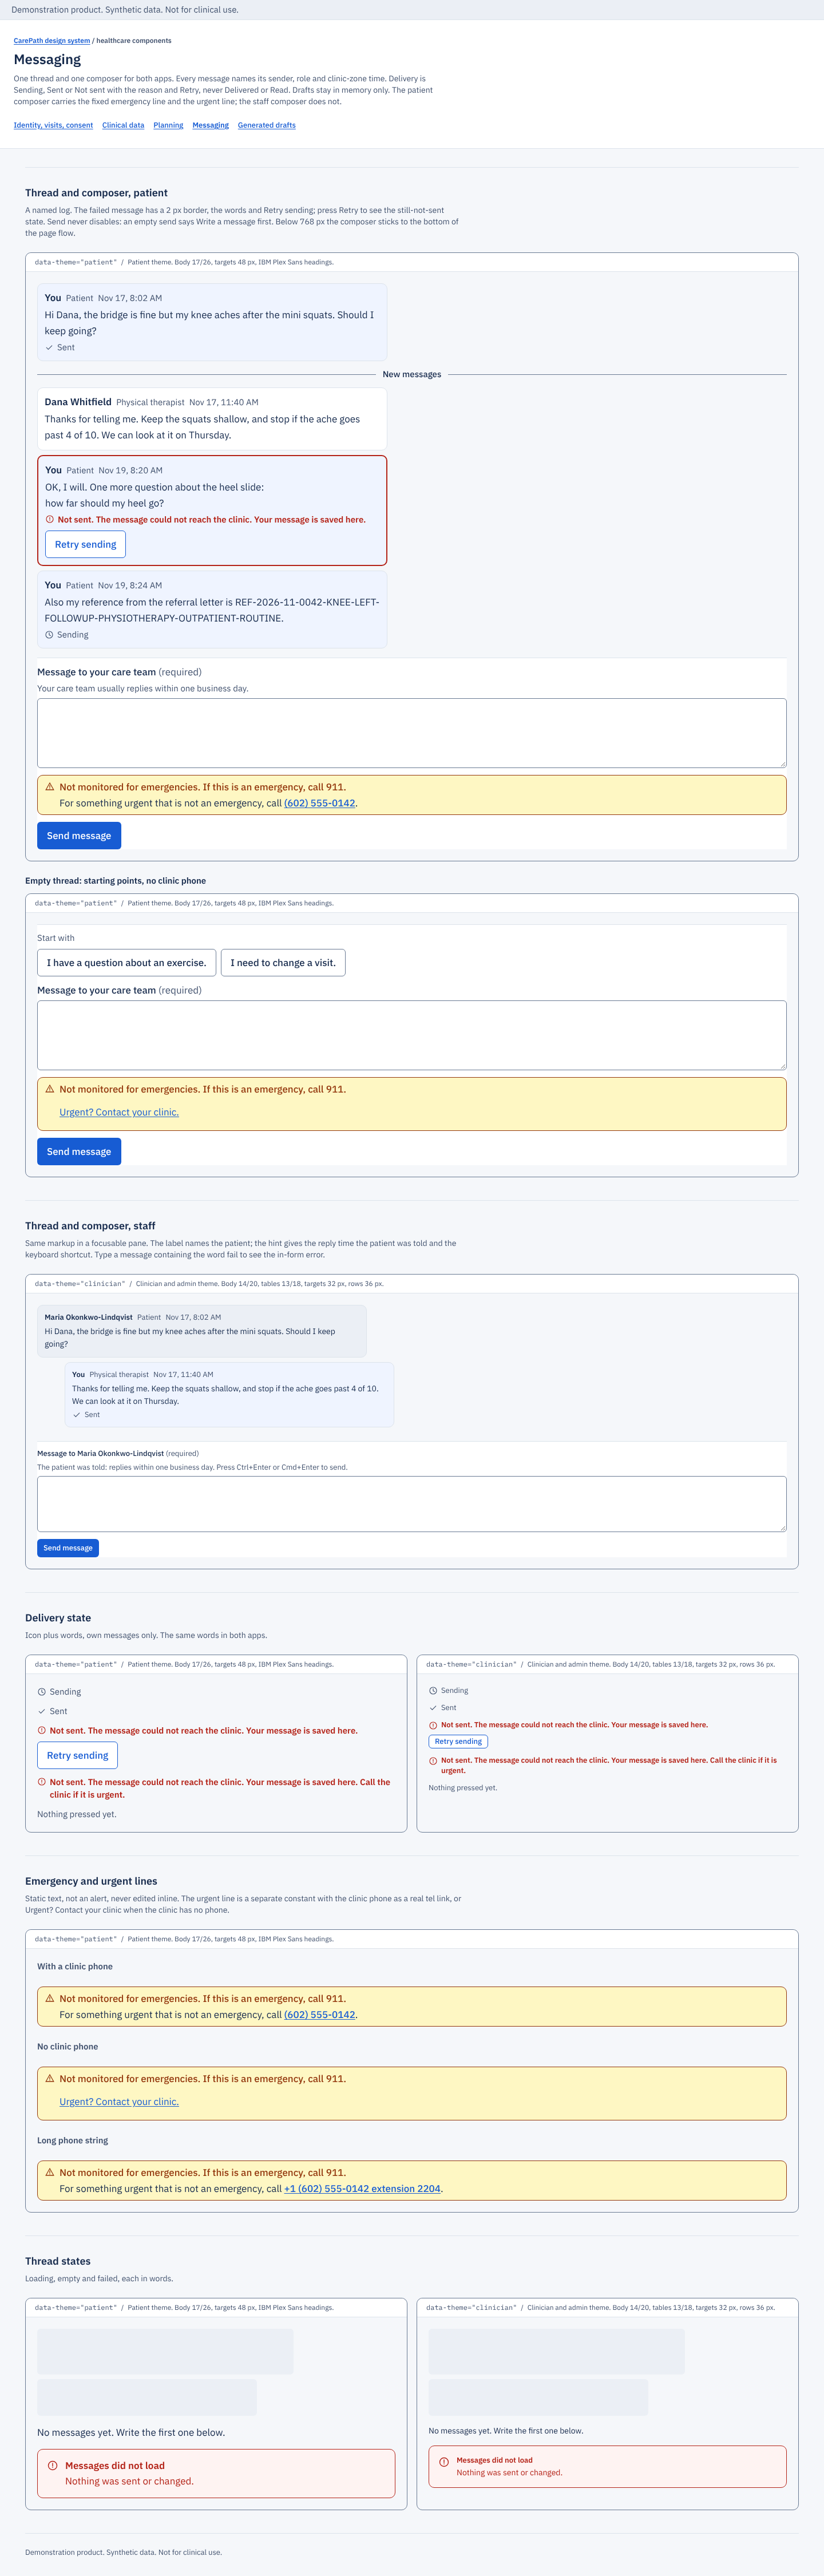 Demonstration product. Synthetic data. Not for clinical use.
CarePath design system / healthcare components
Messaging
One thread and one composer for both apps. Every message names its sender, role and clinic-zone time. Delivery is
Sending, Sent or Not sent with the reason and Retry, never Delivered or Read. Drafts stay in memory only. The patient
composer carries the fixed emergency line and the urgent line; the staff composer does not.
Identity, visits, consent Clinical data Planning Messaging Generated drafts
Thread and composer, patient
A named log. The failed message has a 2 px border, the words and Retry sending; press Retry to see the still-not-sent
state. Send never disables: an empty send says Write a message first. Below 768 px the composer sticks to the bottom of
the page flow.
data-theme="patient" / Patient theme. Body 17/26, targets 48 px, IBM Plex Sans headings.
You Patient Nov 17, 8:02 AM
Hi Dana, the bridge is fine but my knee aches after the mini squats. Should I
keep going?
Sent
New messages
Dana Whitfield Physical therapist Nov 17, 11:40 AM
Thanks for telling me. Keep the squats shallow, and stop if the ache goes
past 4 of 10. We can look at it on Thursday.
You Patient Nov 19, 8:20 AM
OK, I will. One more question about the heel slide:
how far should my heel go?
Not sent. The message could not reach the clinic. Your message is saved here.
Retry sending
You Patient Nov 19, 8:24 AM
Also my reference from the referral letter is REF-2026-11-0042-KNEE-LEFT-
FOLLOWUP-PHYSIOTHERAPY-OUTPATIENT-ROUTINE.
Sending
Message to your care team (required)
Your care team usually replies within one business day.
Not monitored for emergencies. If this is an emergency, call 911.
For something urgent that is not an emergency, call (602) 555-0142.
Send message
Empty thread: starting points, no clinic phone
data-theme="patient" / Patient theme. Body 17/26, targets 48 px, IBM Plex Sans headings.
Start with
I have a question about an exercise. I need to change a visit.
Message to your care team (required)
Not monitored for emergencies. If this is an emergency, call 911.
Urgent? Contact your clinic.
Send message
Thread and composer, staff
Same markup in a focusable pane. The label names the patient; the hint gives the reply time the patient was told and the
keyboard shortcut. Type a message containing the word fail to see the in-form error.
data-theme="clinician" / Clinician and admin theme. Body 14/20, tables 13/18, targets 32 px, rows 36 px.
Maria Okonkwo-Lindqvist Patient Nov 17, 8:02 AM
Hi Dana, the bridge is fine but my knee aches after the mini squats. Should I keep
going?
You Physical therapist Nov 17, 11:40 AM
Thanks for telling me. Keep the squats shallow, and stop if the ache goes past 4 of 10.
We can look at it on Thursday.
Sent
Message to Maria Okonkwo-Lindqvist (required)
The patient was told: replies within one business day. Press Ctrl+Enter or Cmd+Enter to send.
Send message
Delivery state
Icon plus words, own messages only. The same words in both apps.
data-theme="patient" / Patient theme. Body 17/26, targets 48 px, IBM Plex Sans headings.
Sending
Sent
Not sent. The message could not reach the clinic. Your message is saved here.
Retry sending
Not sent. The message could not reach the clinic. Your message is saved here. Call the
clinic if it is urgent.
Nothing pressed yet.
data-theme="clinician" / Clinician and admin theme. Body 14/20, tables 13/18, targets 32 px, rows 36 px.
Sending
Sent
Not sent. The message could not reach the clinic. Your message is saved here.
Retry sending
Not sent. The message could not reach the clinic. Your message is saved here. Call the clinic if it is
urgent.
Nothing pressed yet.
Emergency and urgent lines
Static text, not an alert, never edited inline. The urgent line is a separate constant with the clinic phone as a real tel link, or
Urgent? Contact your clinic when the clinic has no phone.
data-theme="patient" / Patient theme. Body 17/26, targets 48 px, IBM Plex Sans headings.
With a clinic phone
Not monitored for emergencies. If this is an emergency, call 911.
For something urgent that is not an emergency, call (602) 555-0142.
No clinic phone
Not monitored for emergencies. If this is an emergency, call 911.
Urgent? Contact your clinic.
Long phone string
Not monitored for emergencies. If this is an emergency, call 911.
For something urgent that is not an emergency, call +1 (602) 555-0142 extension 2204.
Thread states
Loading, empty and failed, each in words.
data-theme="patient" / Patient theme. Body 17/26, targets 48 px, IBM Plex Sans headings.
No messages yet. Write the first one below.
Messages did not load
Nothing was sent or changed.
data-theme="clinician" / Clinician and admin theme. Body 14/20, tables 13/18, targets 32 px, rows 36 px.
No messages yet. Write the first one below.
Messages did not load
Nothing was sent or changed.
Demonstration product. Synthetic data. Not for clinical use.